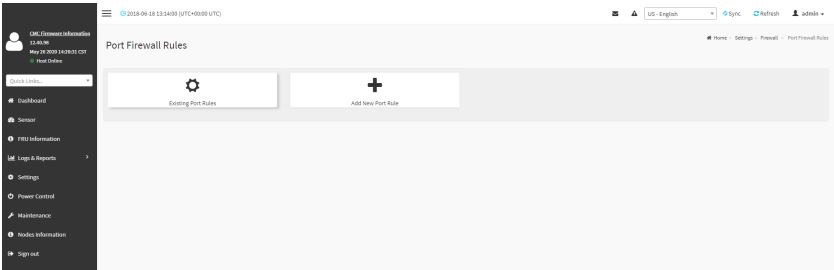 2018-06-18 13:14:00 (UTC+00:00 UTC)
US - English
Sync
Refresh
admin
CMC Firmware Information
12.40.98
May 20 2020 14:20:31 CST
Host Online
Quick Links...
Dashboard
Sensor
FRU Information
Logs & Reports
Settings
Power Control
Maintenance
Nodes Information
Sign out
Port Firewall Rules
Home > Settings > Firewall > Port Firewall Rules
Existing Port Rules
Add New Port Rule